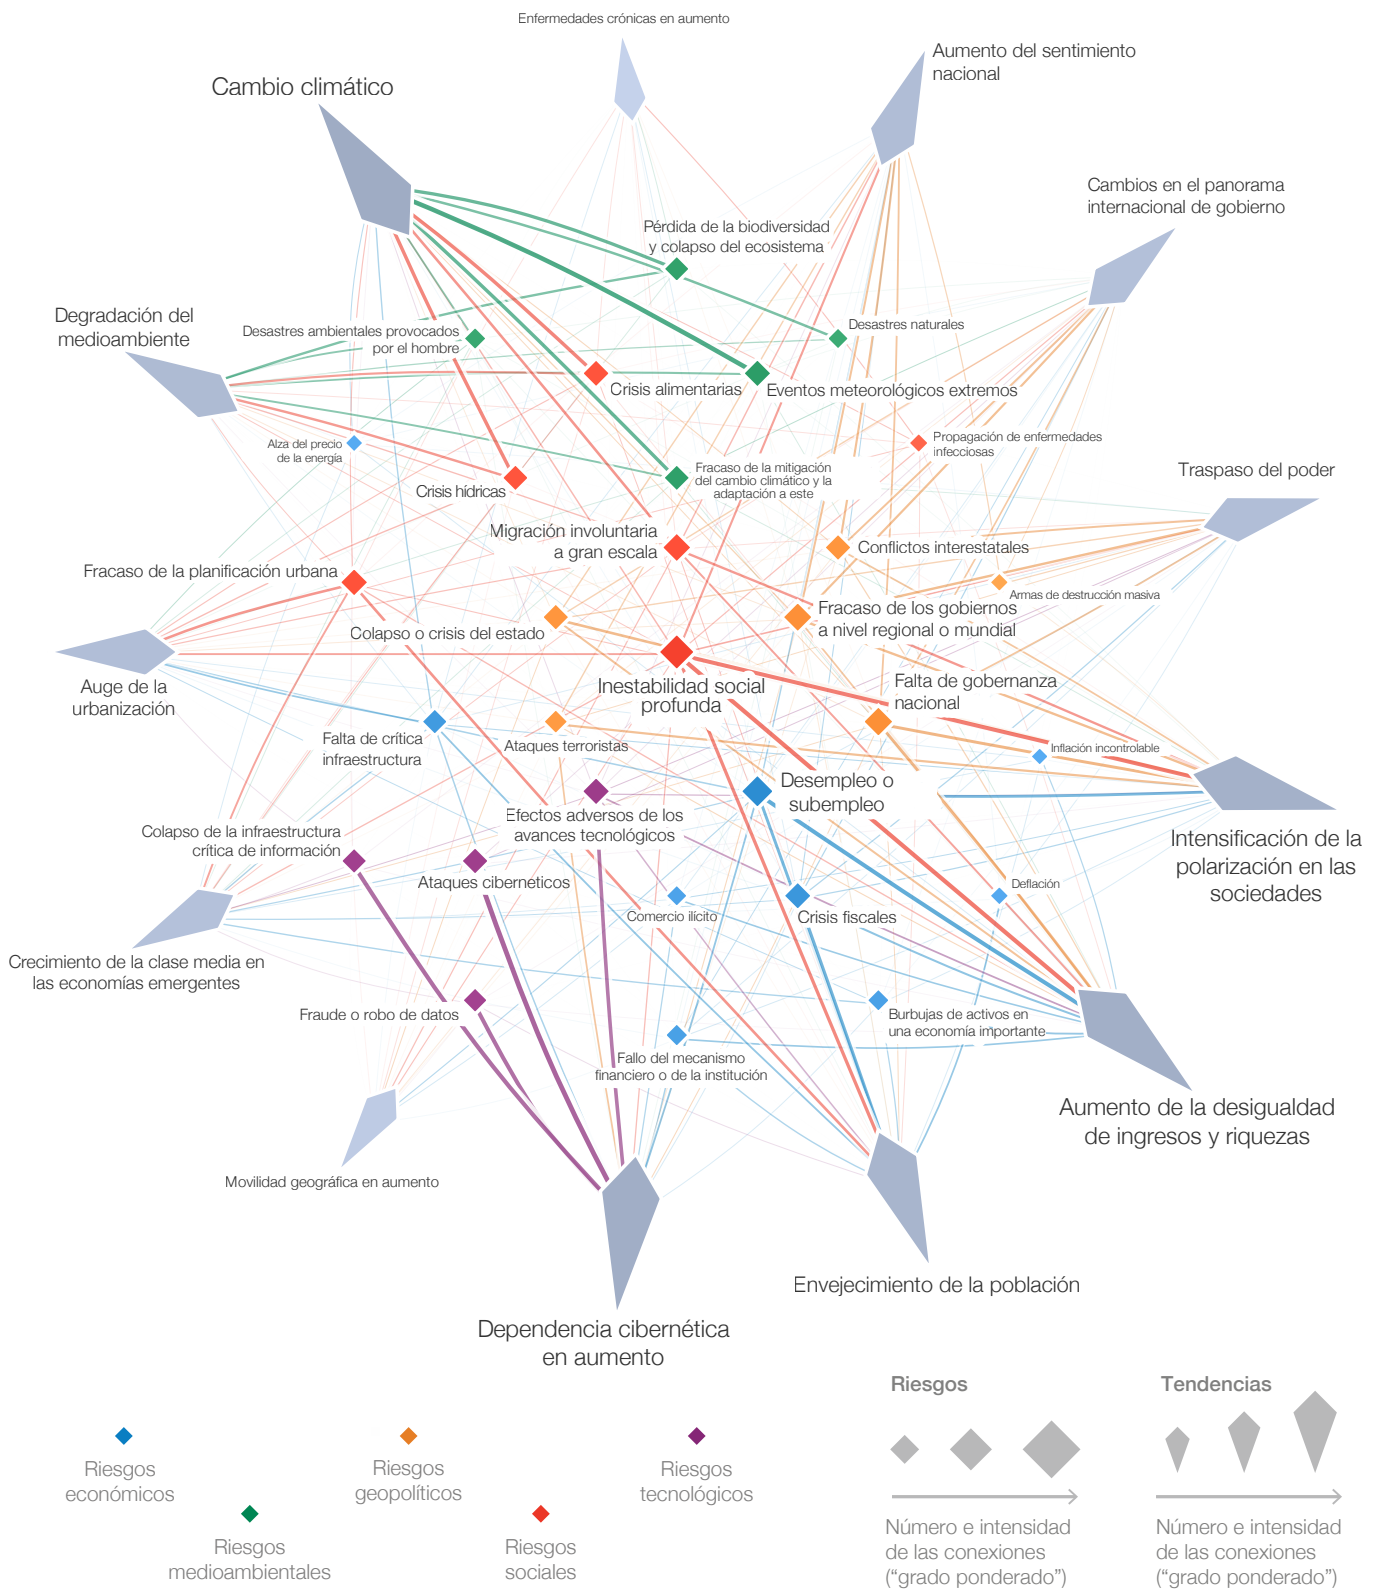 Enfermedades crónicas en aumento
Aumento del sentimiento
nacional
Cambio climático
Cambios en el panorama
internacional de gobierno
Pérdida de la biodiversidad
y colapso del ecosistema
Degradación del
medioambiente
Desastres ambientales provocados
por el hombre
Desastres naturales
Crisis alimentarias
Eventos meteorológicos extremos
Alza del precio
de la energía
Propagación de enfermedades
infecciosas
Traspaso del poder
Crisis hídricas
Fracaso de la mitigación
del cambio climático y la
adaptación a este
Migración involuntaria
a gran escala
Conflictos interestatales
Fracaso de la planificación urbana
Armas de destrucción masiva
Fracaso de los gobiernos
a nivel regional o mundial
Colapso o crisis del estado
Auge de la
urbanización
Inestabilidad social
profunda
Falta de gobernanza
nacional
Falta de crítica
infraestructura
Ataques terroristas
Inflación incontrolable
Desempleo o
subempleo
Efectos adversos de los
avances tecnológicos
Intensificación de la
polarización en las
sociedades
Colapso de la infraestructura
crítica de información
Ataques ciberneticos
Deflación
Comercio ilícito
Crisis fiscales
Crecimiento de la clase media en
las economías emergentes
Fraude o robo de datos
Burbujas de activos en
una economía importante
Fallo del mecanismo
financiero o de la institución
Aumento de la desigualdad
de ingresos y riquezas
Movilidad geográfica en aumento
Envejecimiento de la población
Dependencia cibernética
en aumento
Riesgos
económicos
Riesgos
medioambientales
Riesgos
geopolíticos
Riesgos
sociales
Riesgos
tecnológicos
Riesgos
Número e intensidad
de las conexiones
(“grado ponderado”)
Tendencias
Número e intensidad
de las conexiones
(“grado ponderado”)